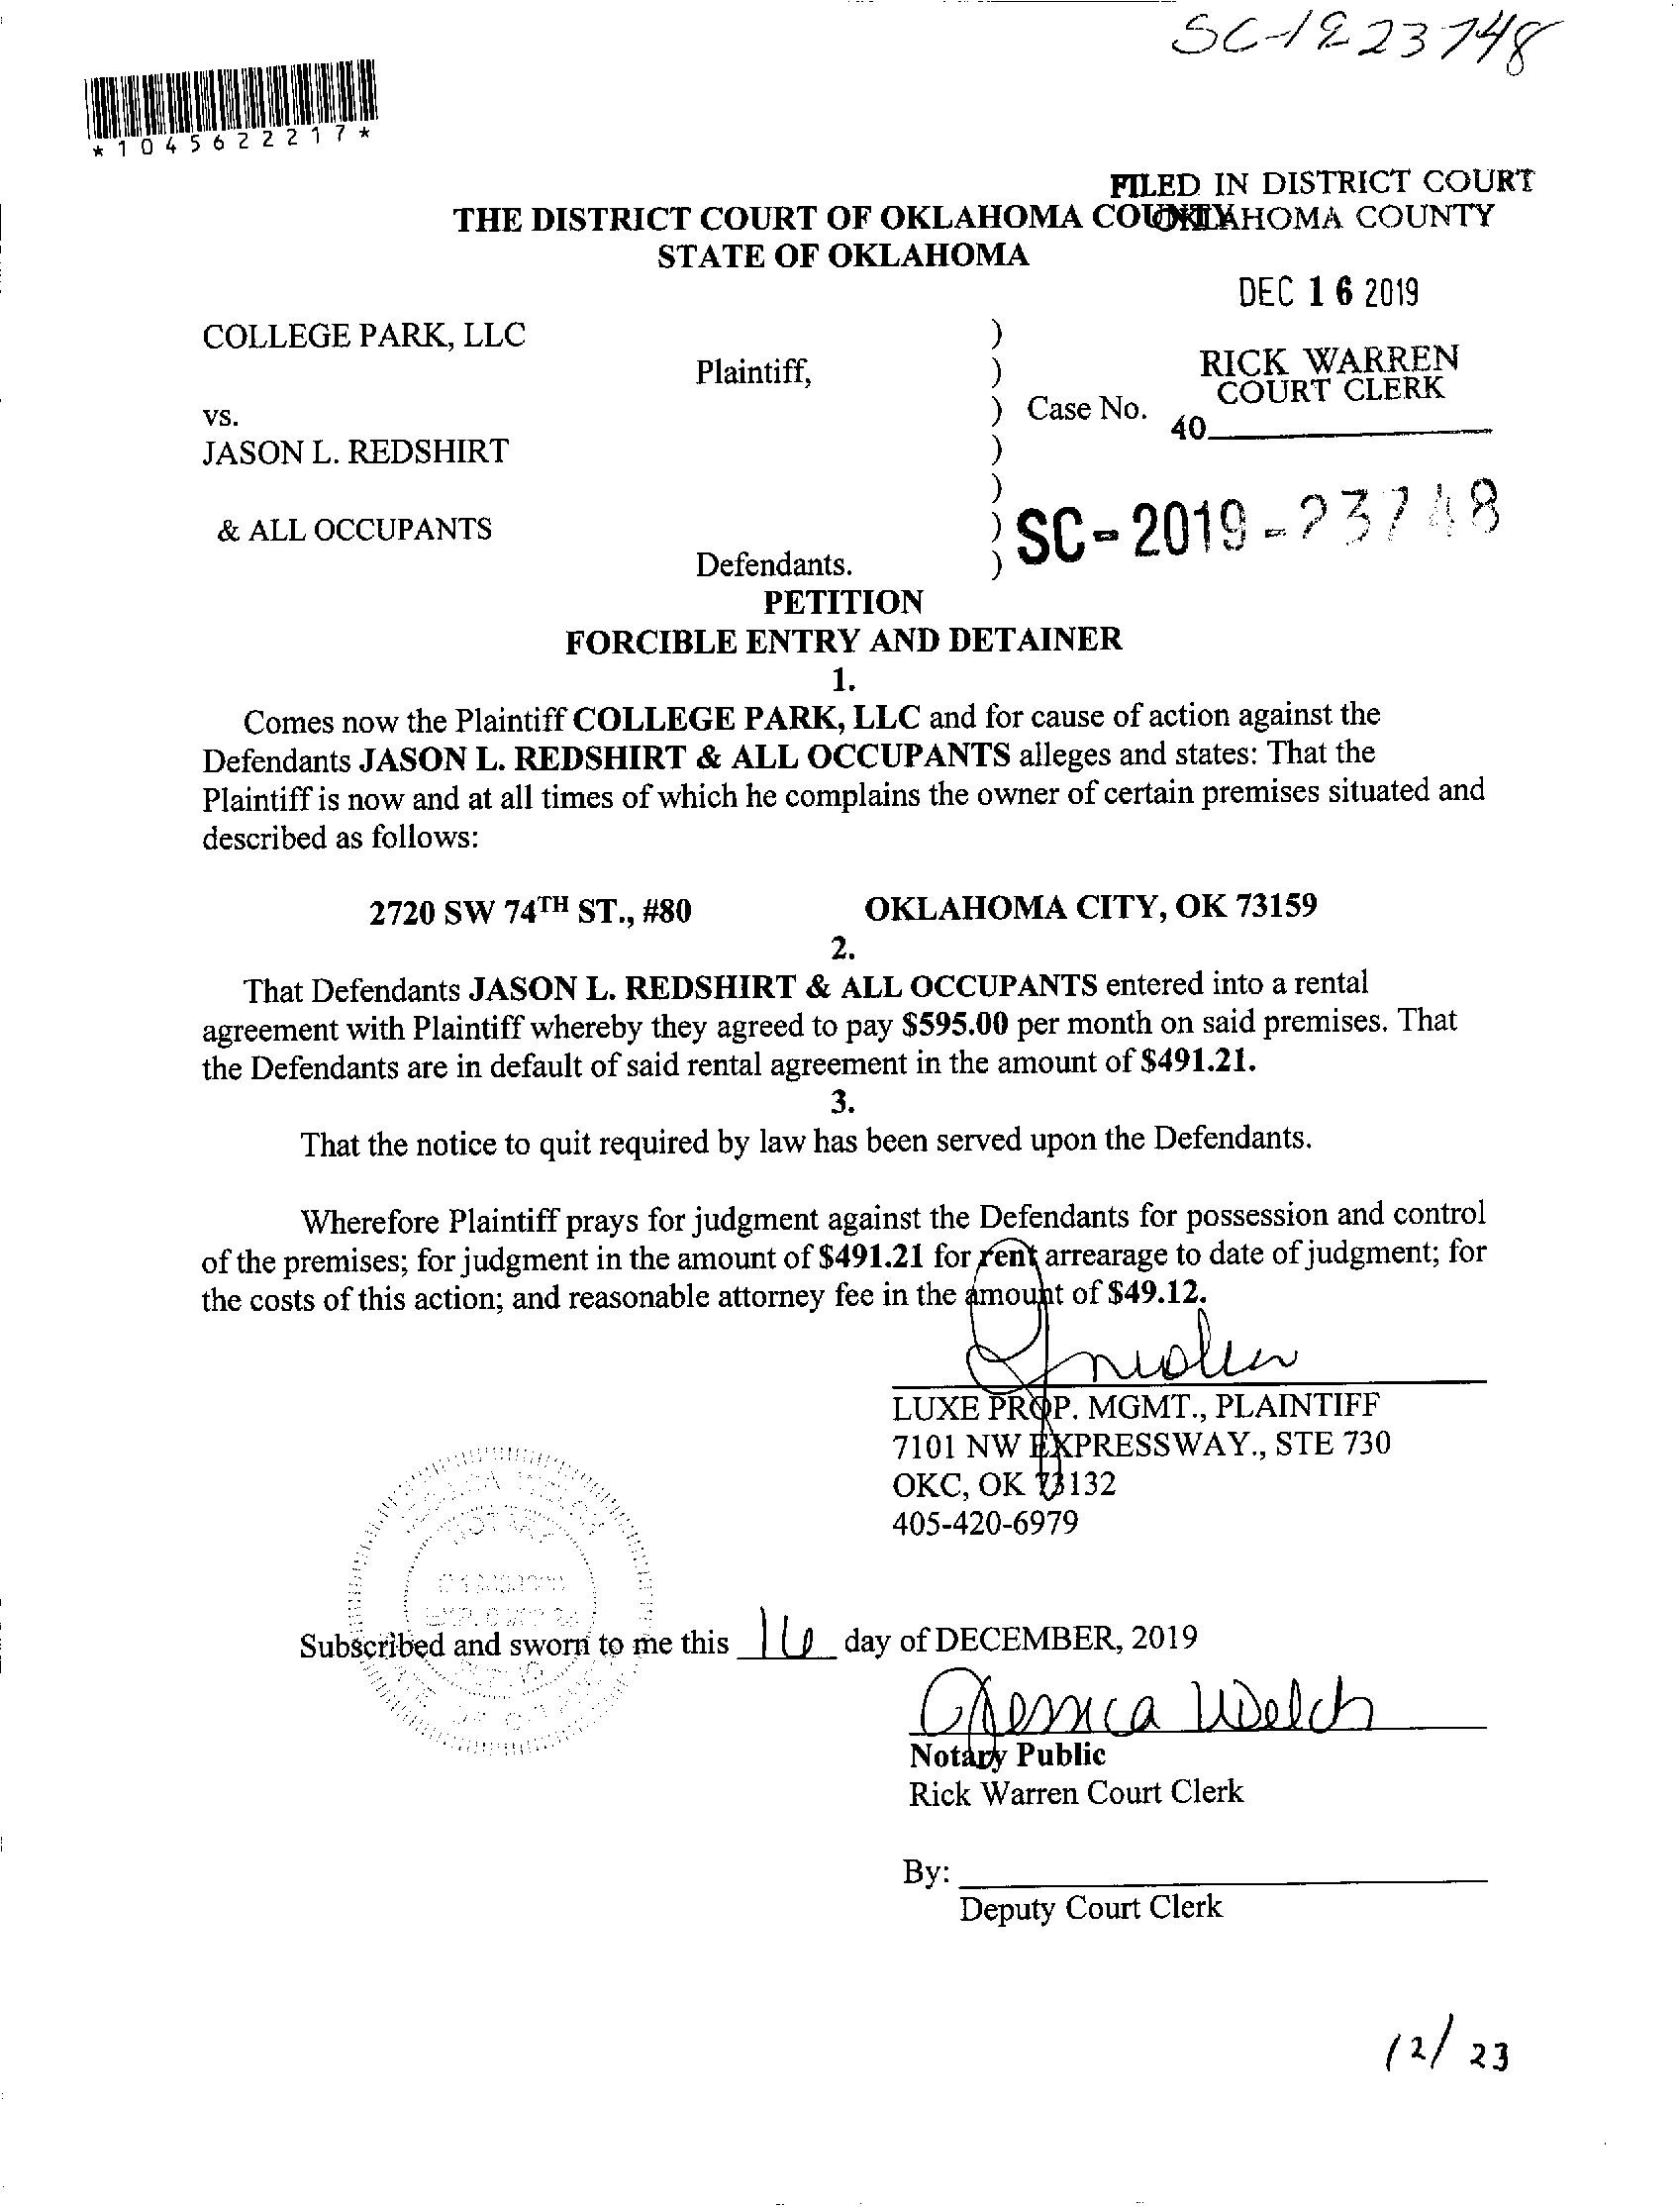 SC-19 23748
*1045622217*
FILED IN DISTRICT COURT
OKLAHOMA COUNTY
THE DISTRICT COURT OF OKLAHOMA COUNTY
STATE OF OKLAHOMA
DEC 16 2019
COLLEGE PARK, LLC )
Plaintiff, )
RICK WARREN
COURT CLERK
vs. ) Case No. 40
JASON L. REDSHIRT )
)
& ALL OCCUPANTS ) SC-2019-23748
Defendants. )
PETITION
FORCIBLE ENTRY AND DETAINER
1.
Comes now the Plaintiff COLLEGE PARK, LLC and for cause of action against the
Defendants JASON L. REDSHIRT & ALL OCCUPANTS alleges and states: That the
Plaintiff is now and at all times of which he complains the owner of certain premises situated and
described as follows:
2720 SW 74TH ST., #80 OKLAHOMA CITY, OK 73159
2.
That Defendants JASON L. REDSHIRT & ALL OCCUPANTS entered into a rental
agreement with Plaintiff whereby they agreed to pay $595.00 per month on said premises. That
the Defendants are in default of said rental agreement in the amount of $491.21.
3.
That the notice to quit required by law has been served upon the Defendants.
Wherefore Plaintiff prays for judgment against the Defendants for possession and control
of the premises; for judgment in the amount of $491.21 for rent arrearage to date of judgment; for
the costs of this action; and reasonable attorney fee in the amount of $49.12.
LUXE PROP. MGMT., PLAINTIFF
7101 NW EXPRESSWAY., STE 730
OKC, OK 73132
405-420-6979
NOTARY
Subscribed and sworn to me this 16 day of DECEMBER, 2019
Jessica Welch
Notary Public
Rick Warren Court Clerk
By:
Deputy Court Clerk
12/23